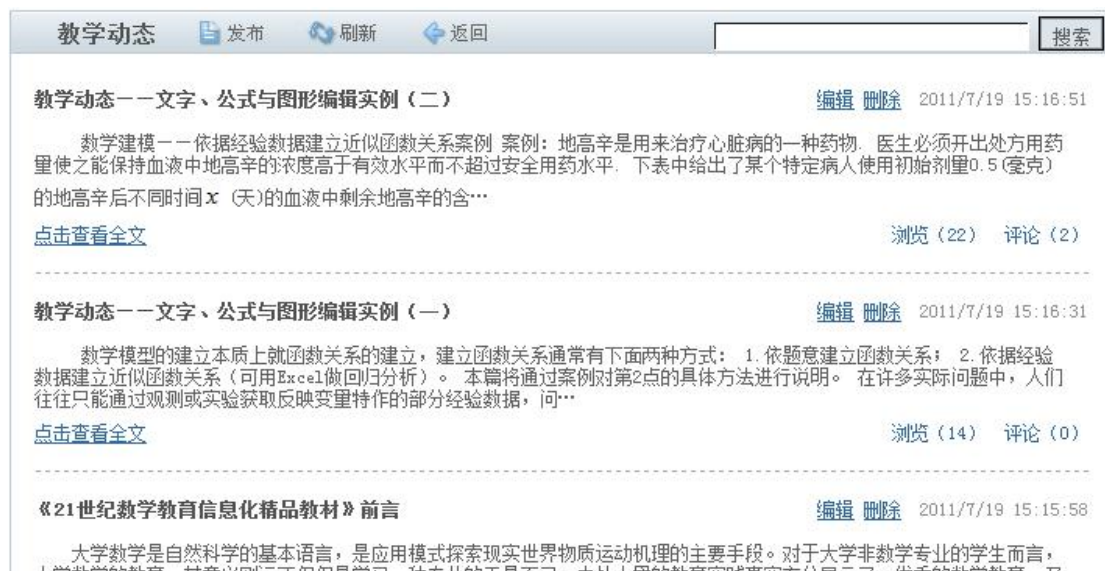 教学动态 发布 刷新 返回 搜索
教学动态——文字、公式与图形编辑实例（二） 编辑 删除 2011/7/19 15:16:51
数学建模——依据经验数据建立近似函数关系案例 案例：地高辛是用来治疗心脏病的一种药物. 医生必须开出处方用药
量使之能保持血液中地高辛的浓度高于有效水平而不超过安全用药水平. 下表中给出了某个特定病人使用初始剂量0.5(毫克)
的地高辛后不同时间x (天)的血液中剩余地高辛的含…
点击查看全文 浏览（22） 评论（2）
教学动态——文字、公式与图形编辑实例（一） 编辑 删除 2011/7/19 15:16:31
数学模型的建立本质上就函数关系的建立，建立函数关系通常有下面两种方式： 1.依题意建立函数关系； 2.依据经验
数据建立近似函数关系（可用Excel做回归分析）。 本篇将通过案例对第2点的具体方法进行说明。 在许多实际问题中，人们
往往只能通过观测或实验获取反映变量特作的部分经验数据，问…
点击查看全文 浏览（14） 评论（0）
《21世纪数学教育信息化精品教材》前言 编辑 删除 2011/7/19 15:15:58
大学数学是自然科学的基本语言，是应用模式探索现实世界物质运动机理的主要手段。对于大学非数学专业的学生而言，